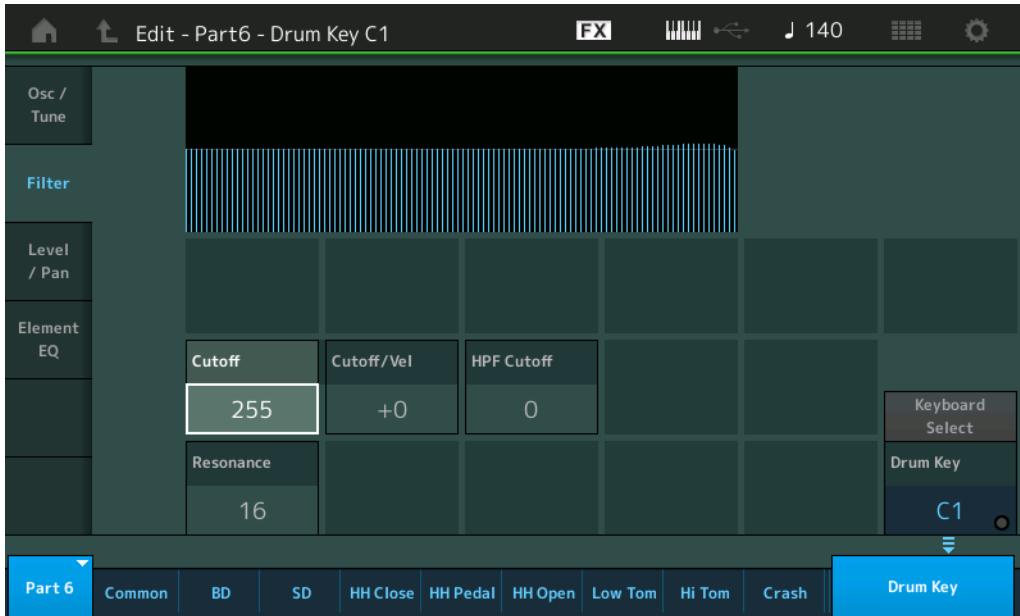 Edit - Part6 - Drum Key C1
FX
♩ 140
Osc /
Tune
Filter
Level
/ Pan
Element
EQ
Cutoff
255
Cutoff/Vel
+0
HPF Cutoff
0
Resonance
16
Keyboard
Select
Drum Key
C1
Part 6
Common
BD
SD
HH Close
HH Pedal
HH Open
Low Tom
Hi Tom
Crash
Drum Key